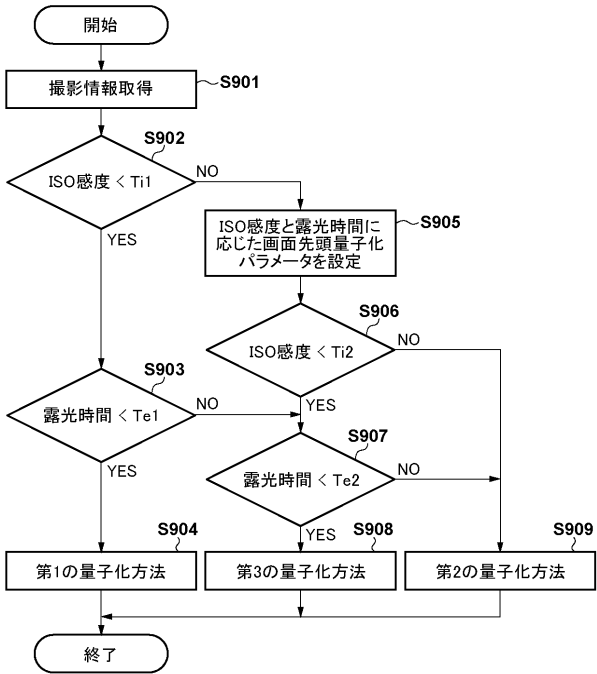 開始
撮影情報取得
S901
S902
ISO感度 < Ti1
NO
YES
ISO感度と露光時間に
応じた画面先頭量子化
パラメータを設定
S905
S906
ISO感度 < Ti2
NO
YES
S903
露光時間 < Te1
NO
YES
S907
露光時間 < Te2
NO
YES
S904
第1の量子化方法
S908
第3の量子化方法
S909
第2の量子化方法
終了